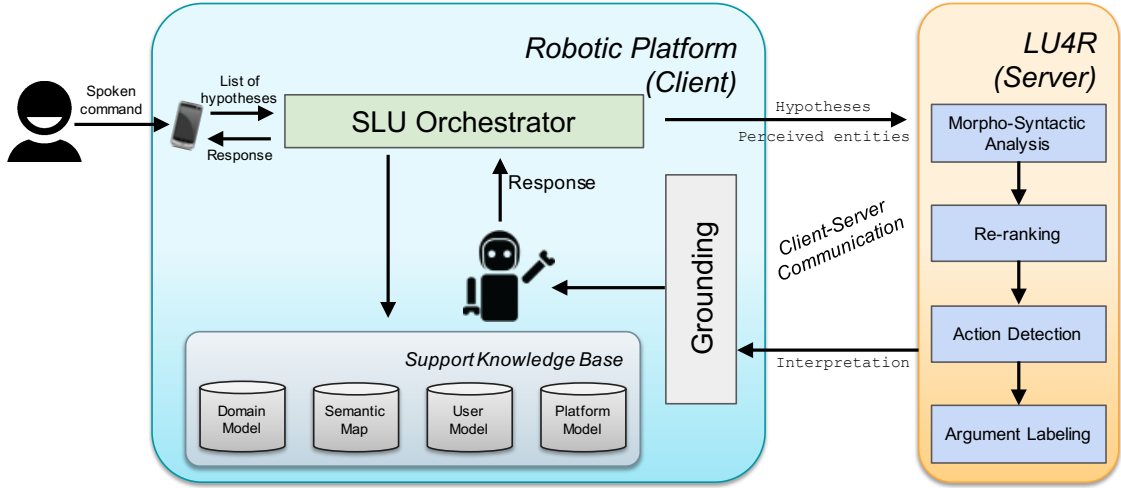 Spoken
command
List of
hypotheses
Response
SLU Orchestrator
Robotic Platform
(Client)
Response
Grounding
Support Knowledge Base
Domain
Model
Semantic
Map
User
Model
Platform
Model
Hypotheses
Perceived entities
Client-Server
Communication
Interpretation
LU4R
(Server)
Morpho-Syntactic
Analysis
Re-ranking
Action Detection
Argument Labeling